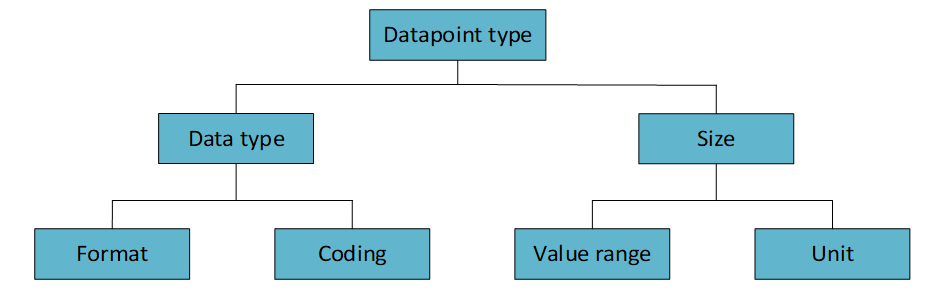 Datapoint type
Data type
Size
Format
Coding
Value range
Unit